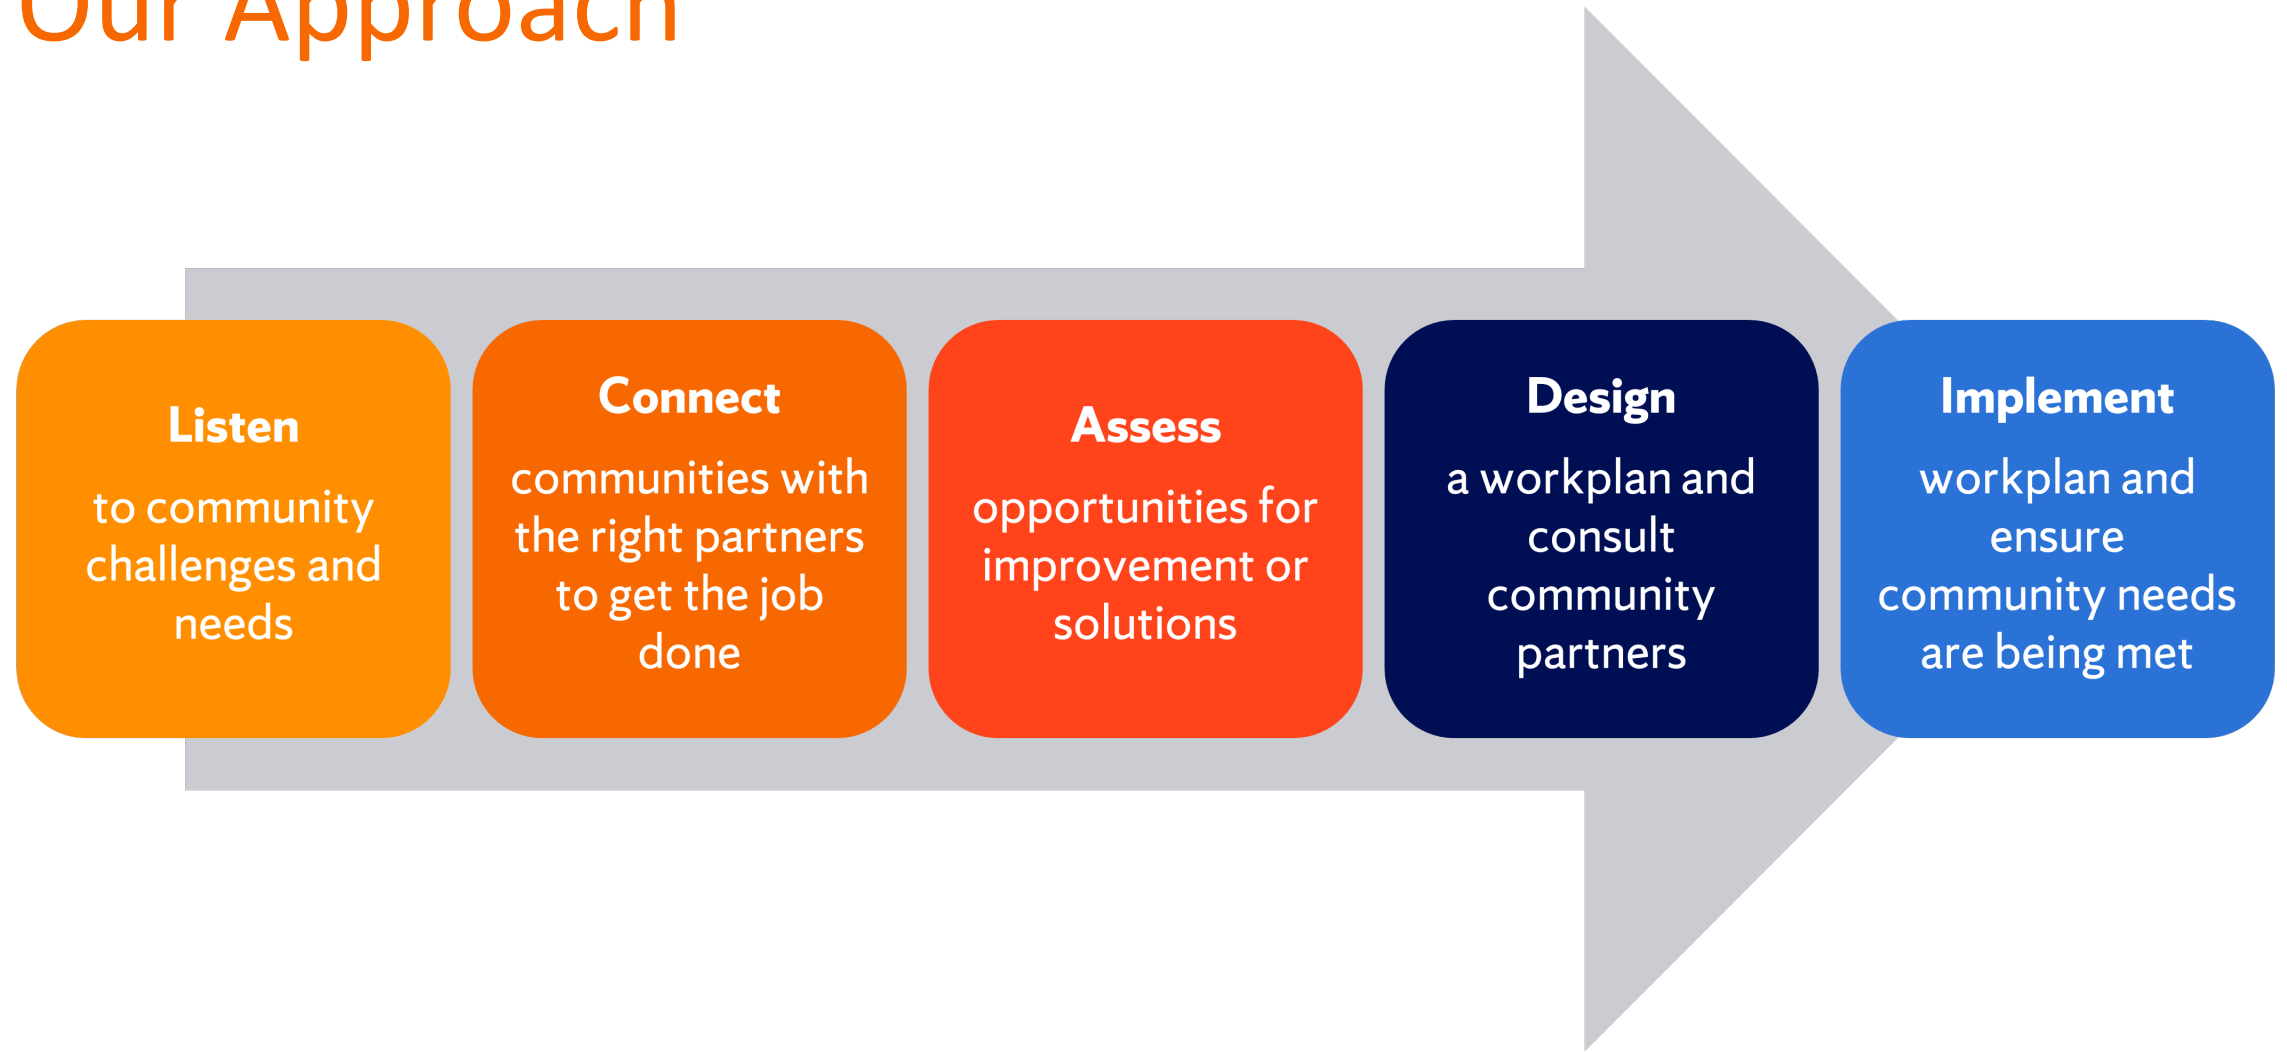 Our Approach
Listen
to community
challenges and
needs
Connect
communities with
the right partners
to get the job
done
Assess
opportunities for
improvement or
solutions
Design
a workplan and
consult
community
partners
Implement
workplan and
ensure
community needs
are being met